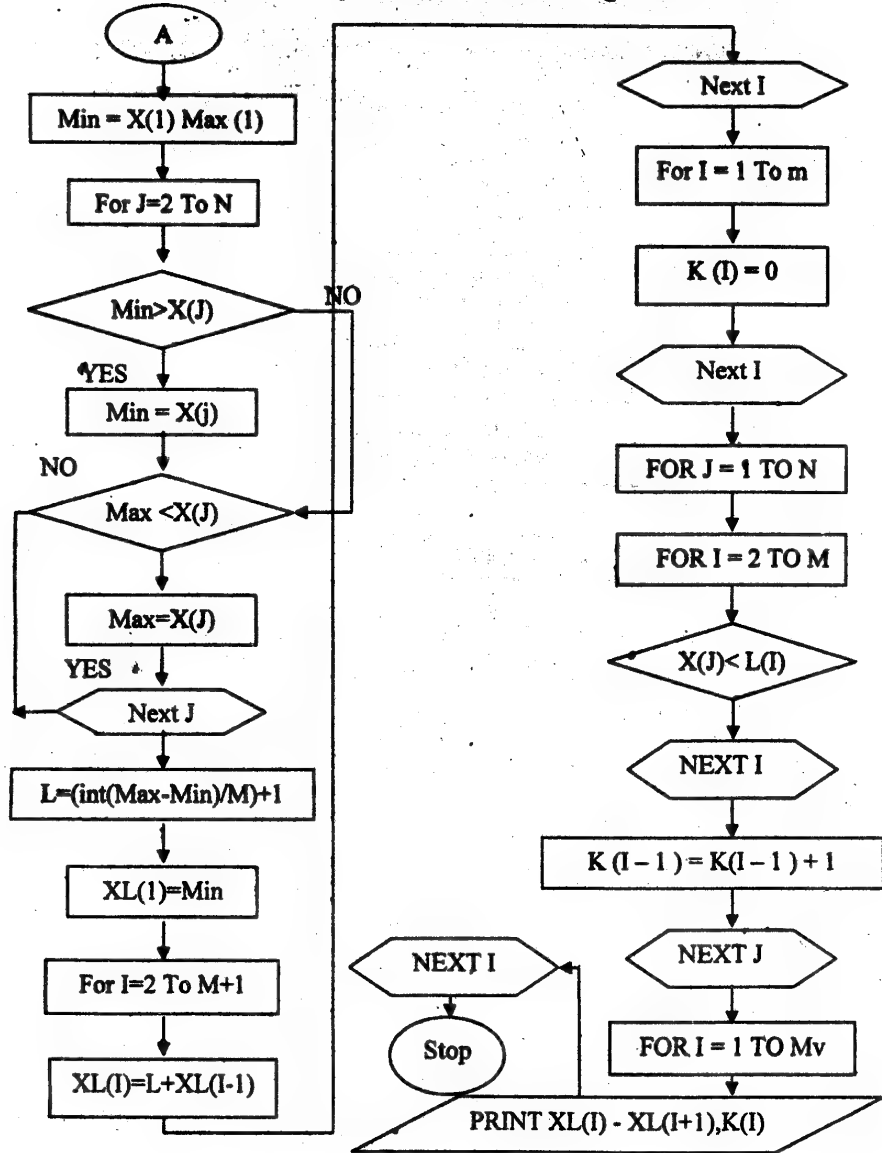 A
Min = X(1) Max (1)
For J=2 To N
Min>X(J)
NO
YES
Min = X(j)
NO
Max <X(J)
Max=X(J)
YES
Next J
L=(int(Max-Min)/M)+1
XL(1)=Min
For I=2 To M+1
XL(I)=L+XL(I-1)
Next I
For I = 1 To m
K (I) = 0
Next I
FOR J = 1 TO N
FOR I = 2 TO M
X(J)< L(I)
NEXT I
K (I – 1 ) = K(I – 1 ) + 1
NEXT J
FOR I = 1 TO Mv
PRINT XL(I) - XL(I+1),K(I)
NEXT I
Stop